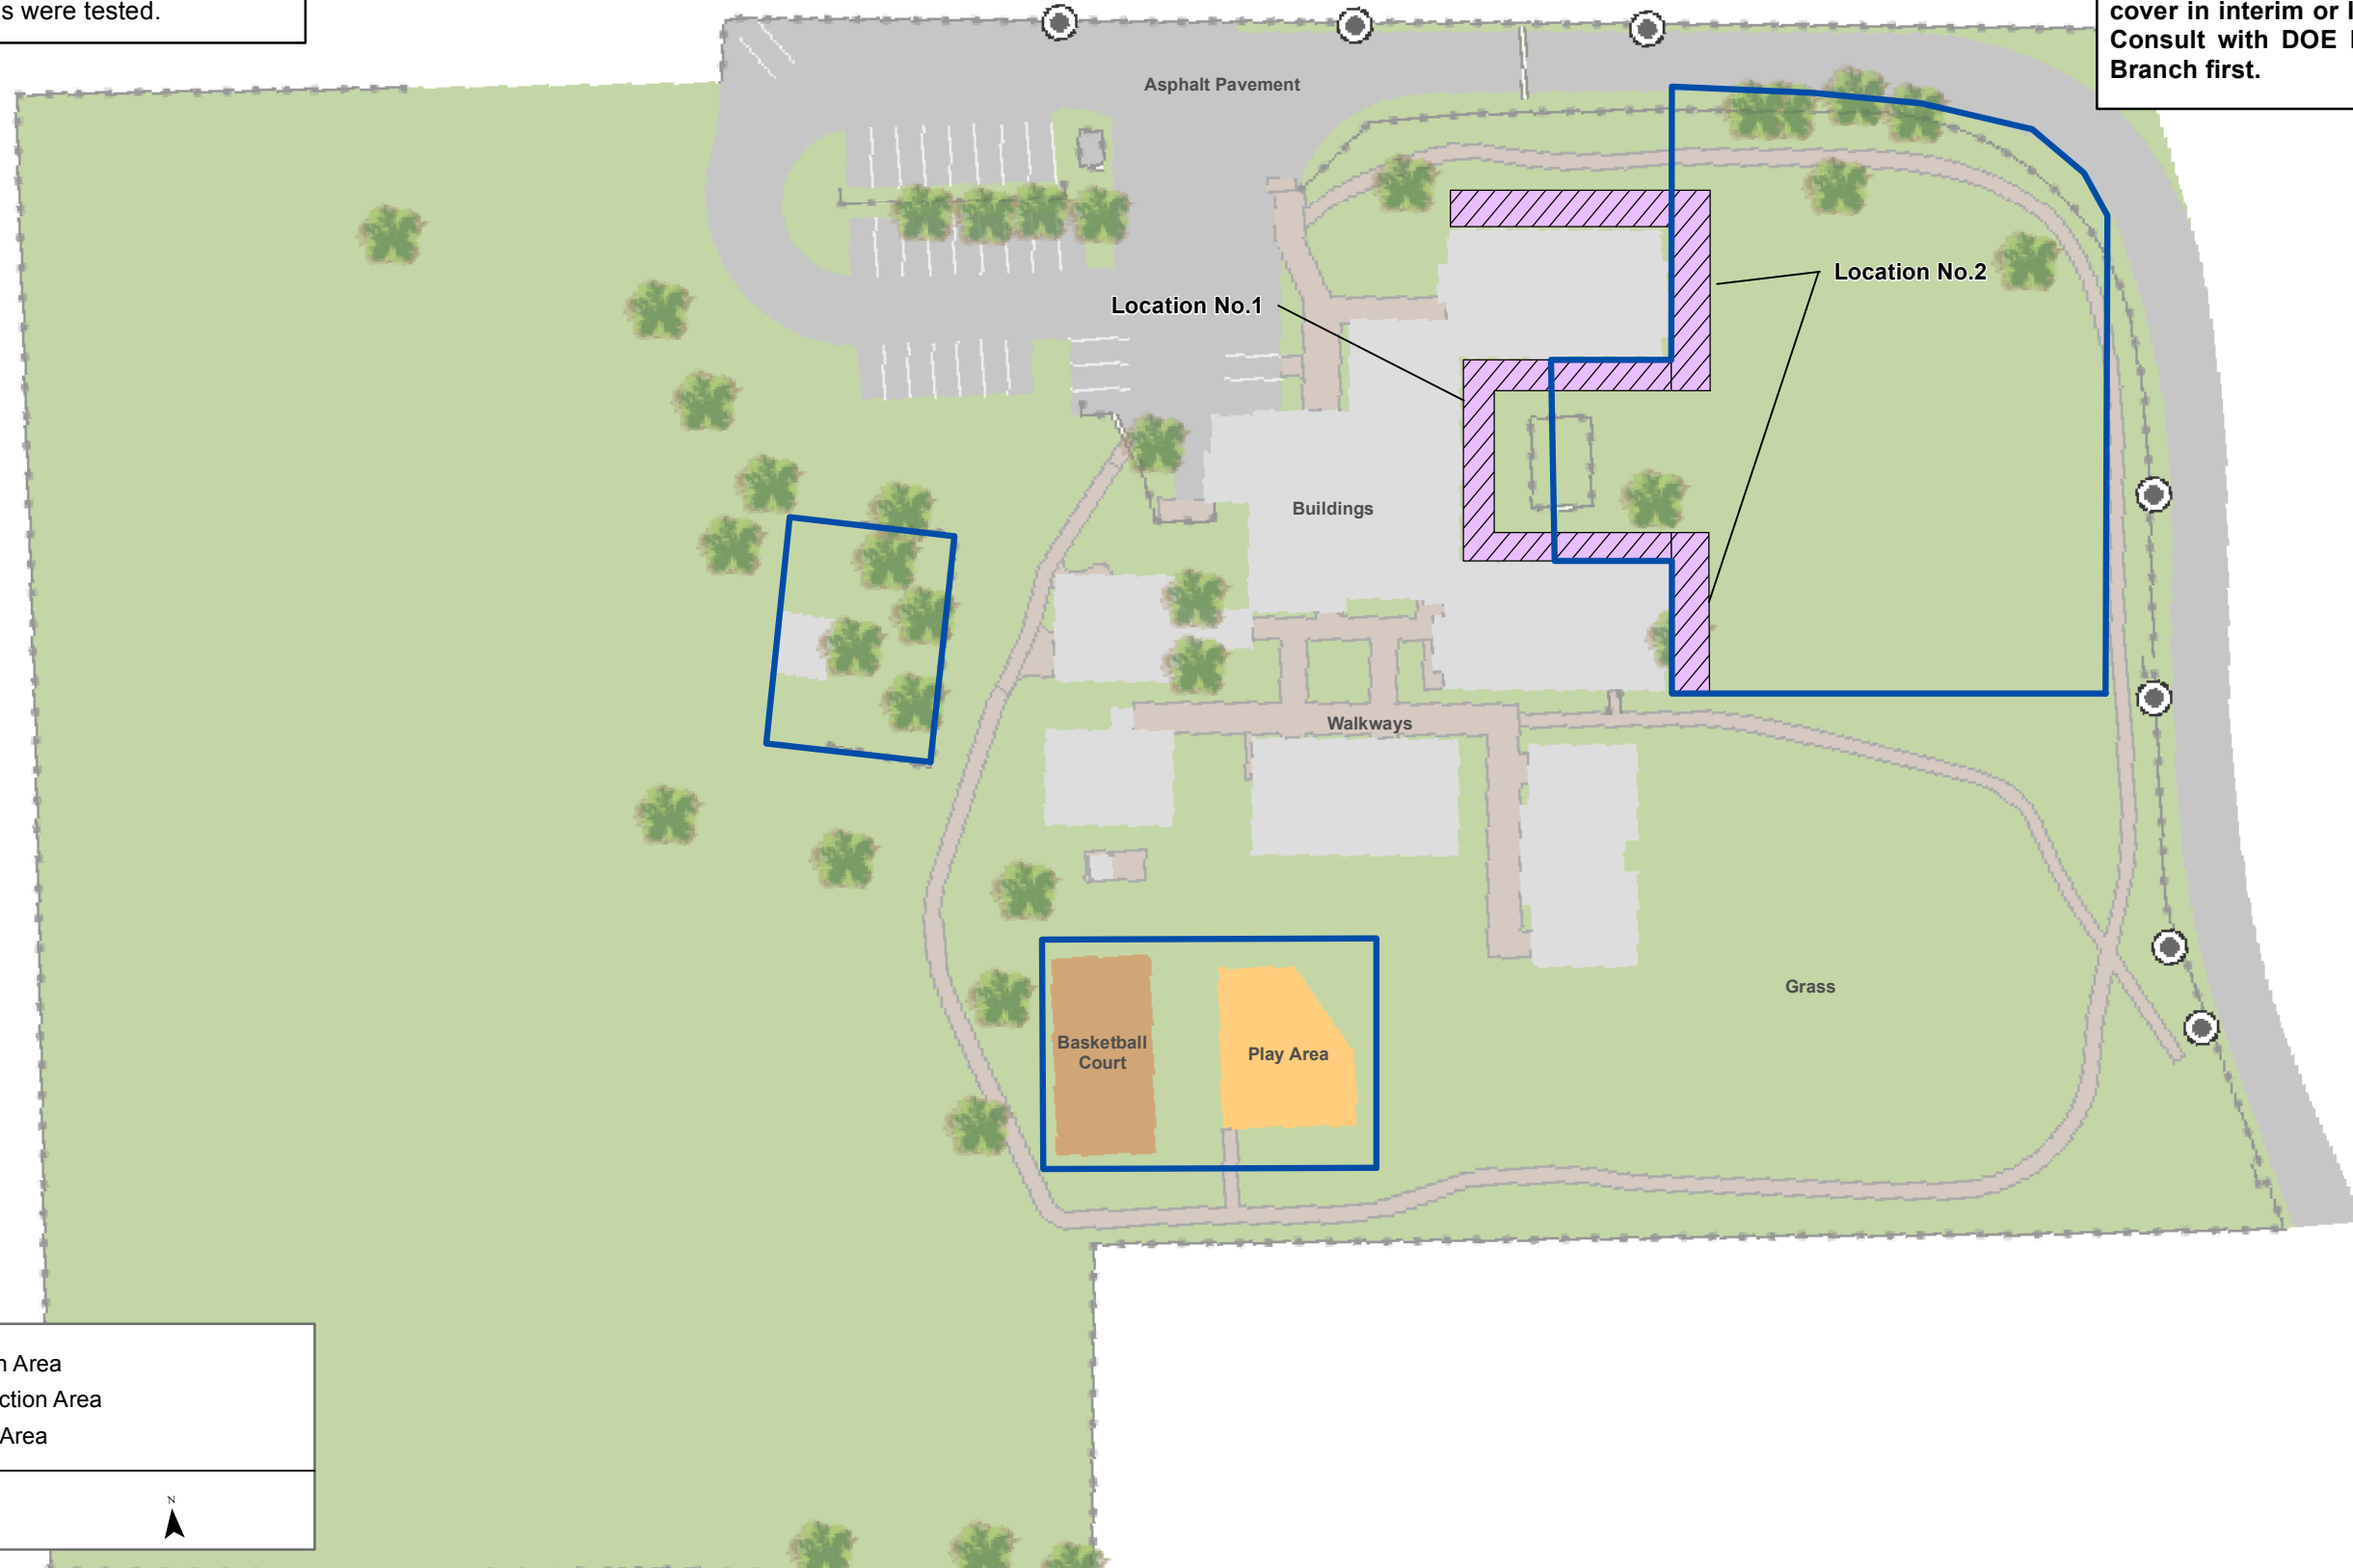 s were tested.
cover in interim or
Consult with DOE
Branch first.
Asphalt Pavement
Location No.2
Location No.1
Buildings
Walkways
Grass
Basketball
Court
Play Area
Area
ction Area
Area
N